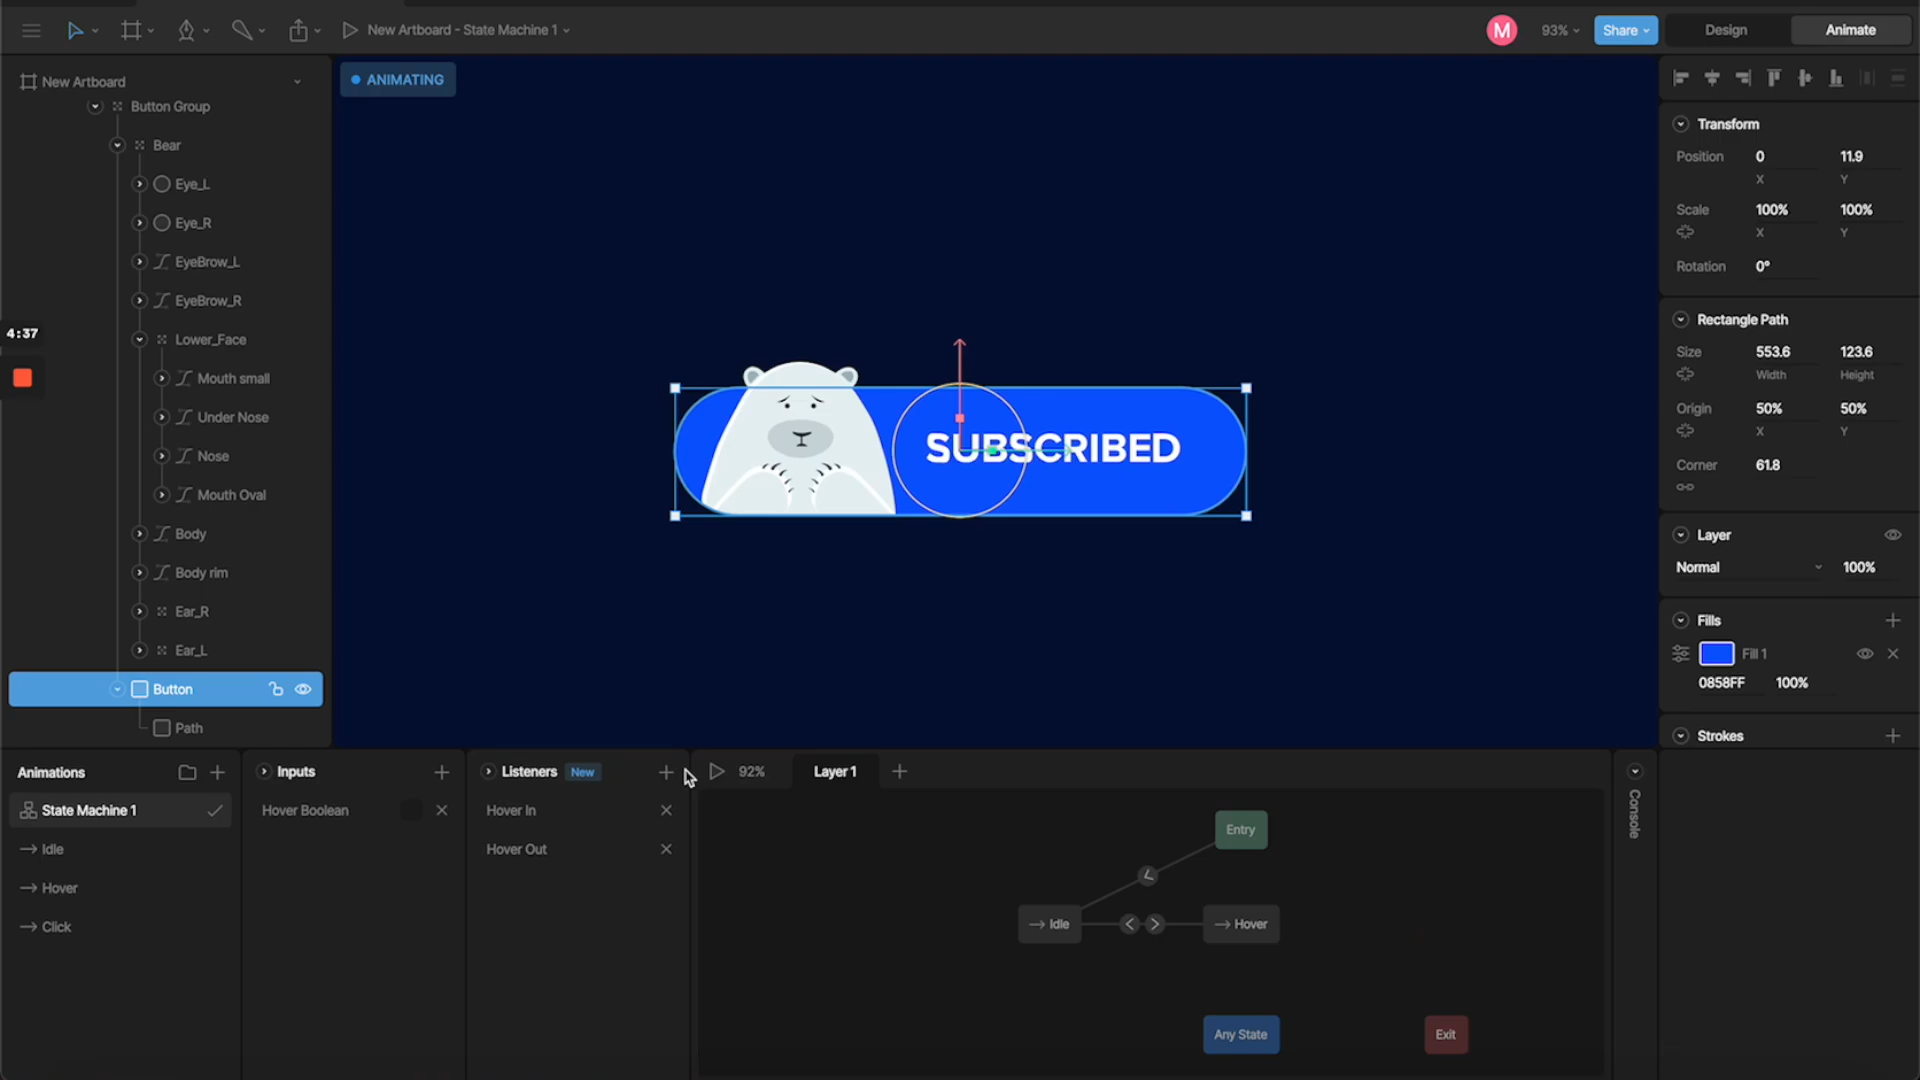 New Artboard - State Machine 1
M
93%
Share
Design
Animate
New Artboard
Button Group
Bear
Eye_L
Eye_R
EyeBrow_L
EyeBrow_R
Lower_Face
Mouth small
Under Nose
Nose
Mouth Oval
Body
Body rim
Ear_R
Ear_L
Button
Path
4:37
ANIMATING
SUBSCRIBED
Transform
Position 0 11.9
X Y
Scale 100% 100%
X Y
Rotation 0°
Rectangle Path
Size 553.6 123.6
Width Height
Origin 50% 50%
X Y
Corner 61.8
Layer
Normal 100%
Fills
Fill 1
0858FF 100%
Strokes
Animations
State Machine 1
Idle
Hover
Click
Inputs
Hover Boolean
Listeners New
Hover In
Hover Out
92%
Layer 1
Entry
Idle
Hover
Any State
Exit
Console